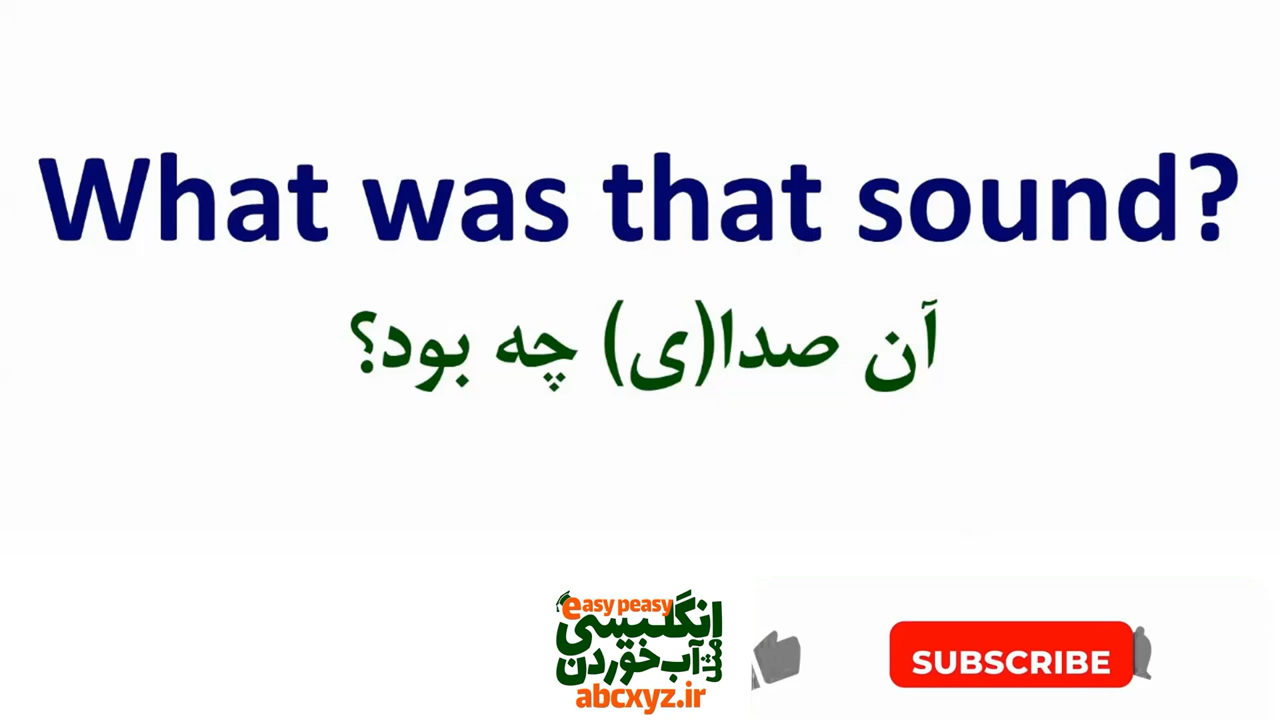 What was that sound?
آن صدا(ی) چه بود؟
easy peasy
انگلیسی
مثل آب خوردن
abcxyz.ir
SUBSCRIBE